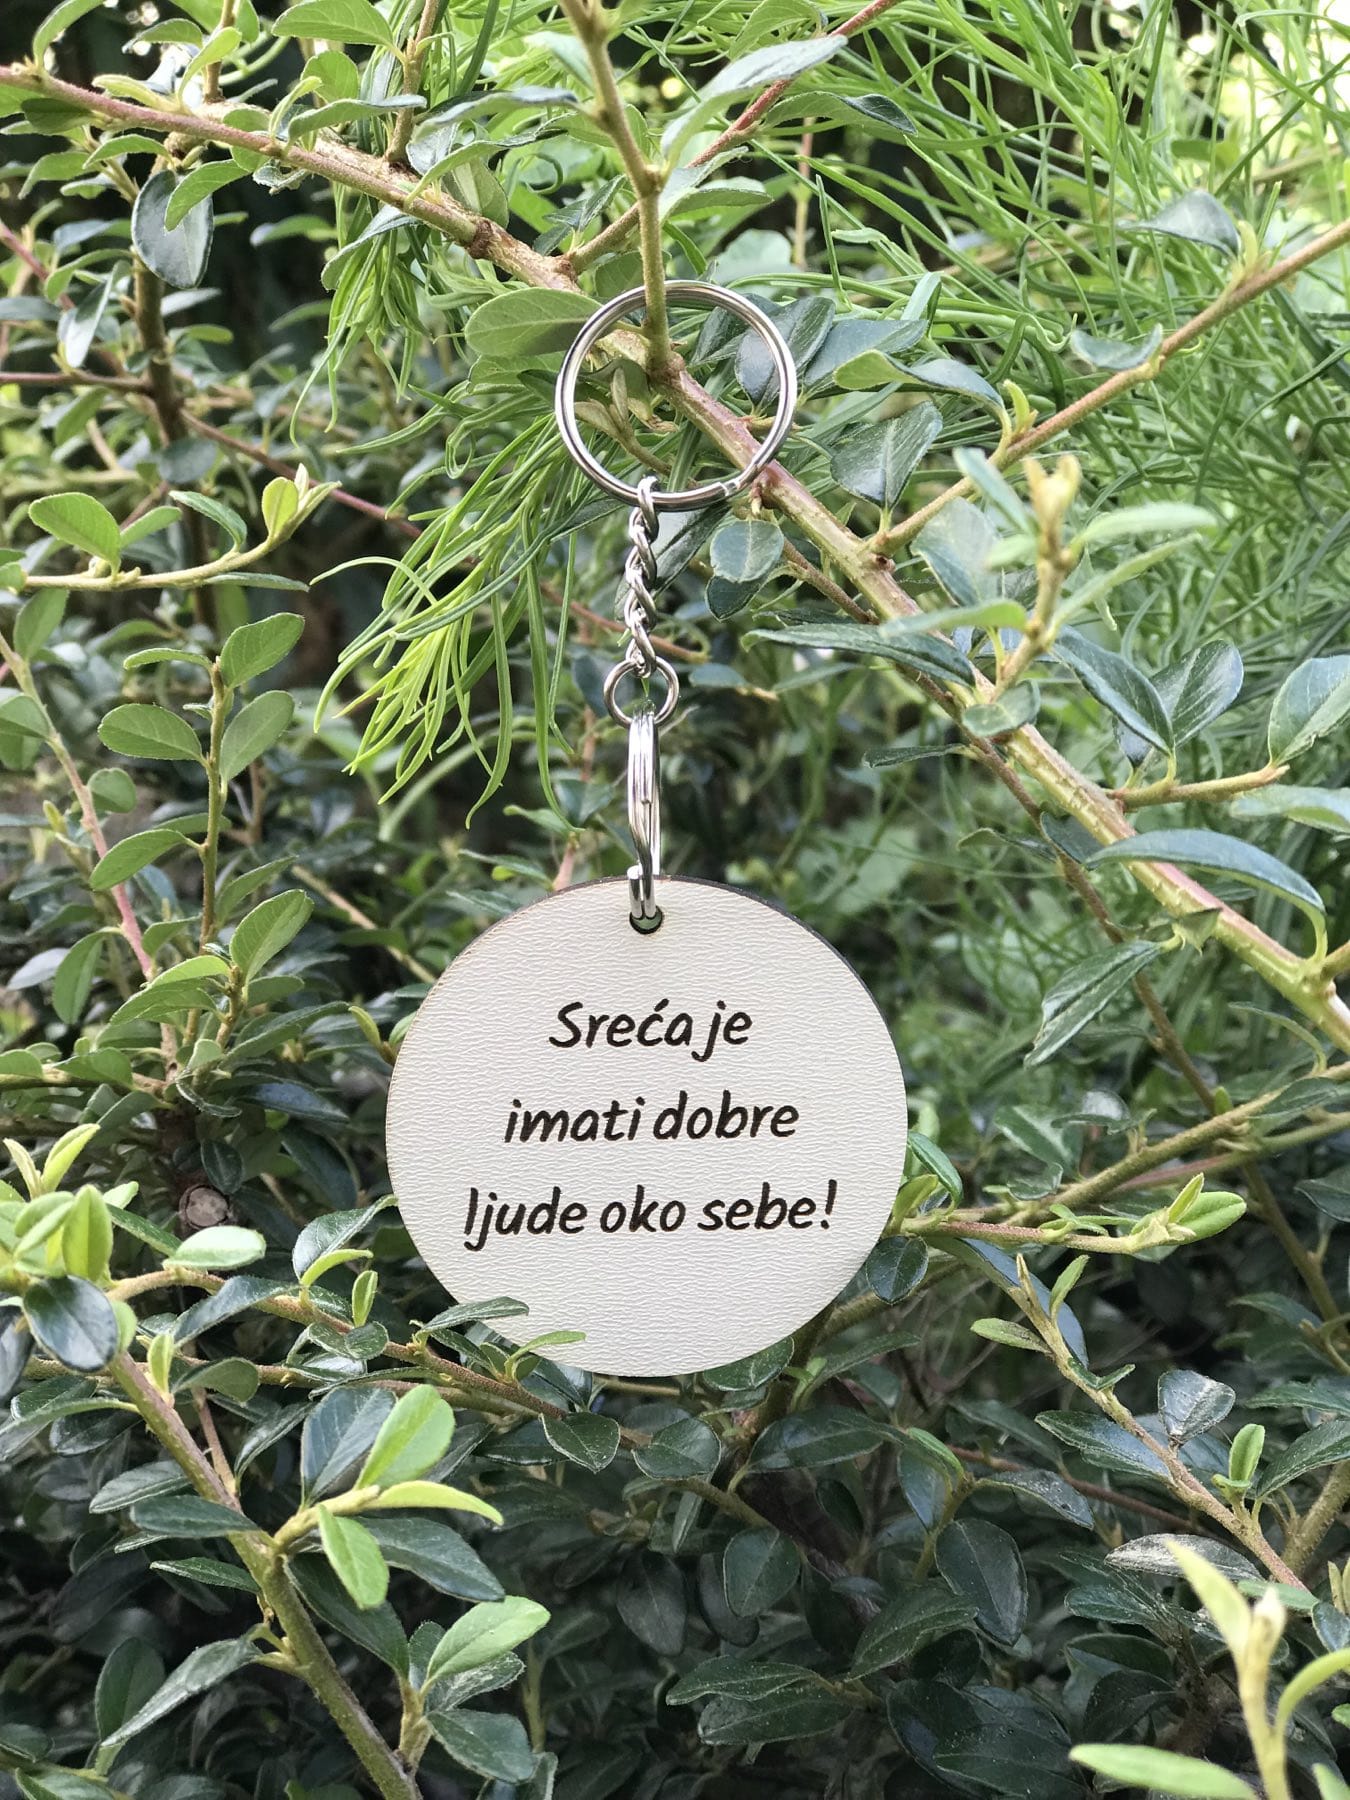 Sreća je
imati dobre
ljude oko sebe!